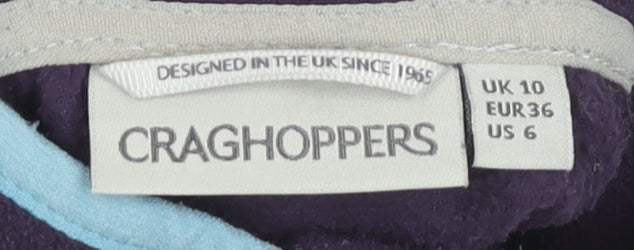 DESIGNED IN THE UK SINCE 1965
CRAGHOPPERS
UK 10
EUR 36
US 6